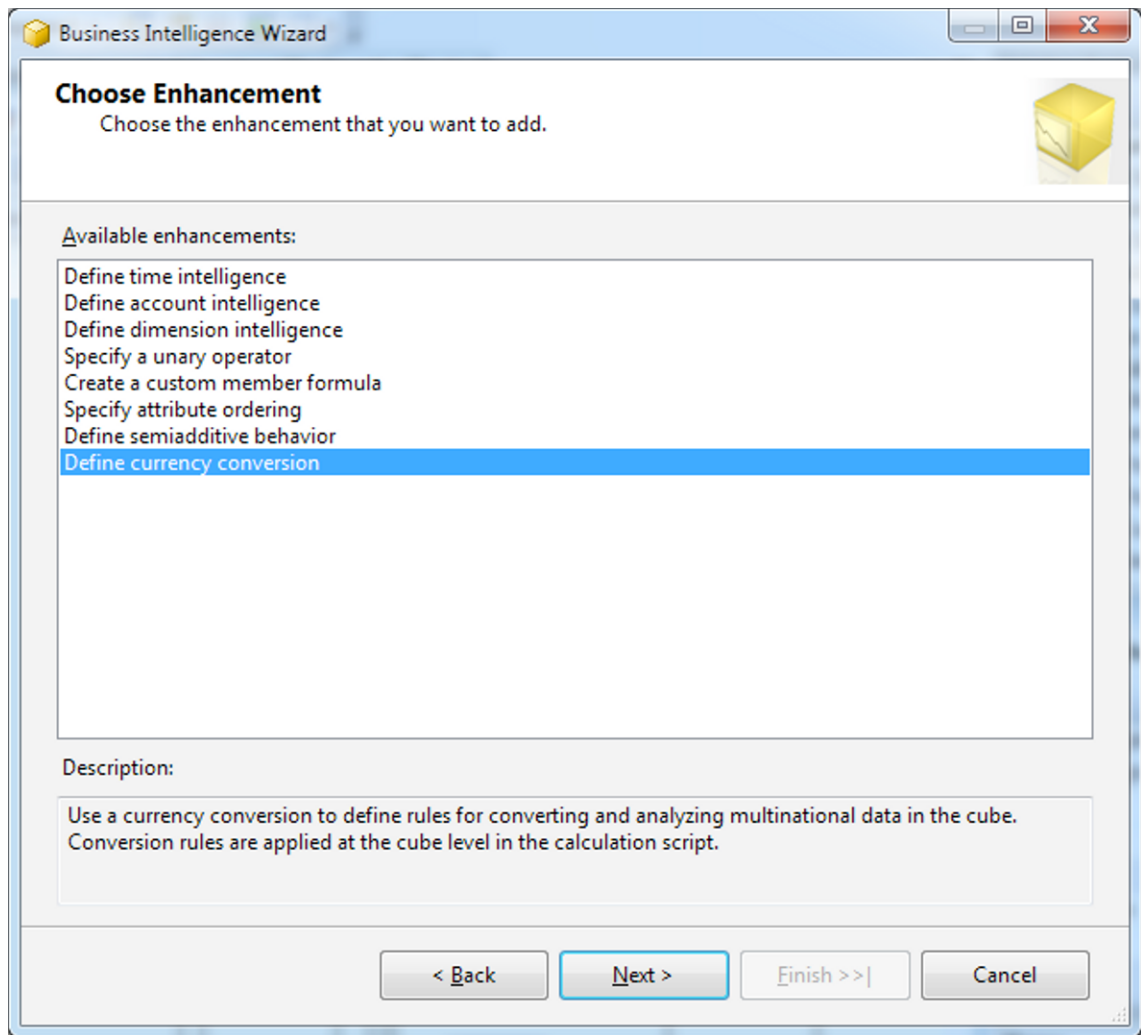 Business Intelligence Wizard
Choose Enhancement
Choose the enhancement that you want to add.
Available enhancements:
Define time intelligence
Define account intelligence
Define dimension intelligence
Specify a unary operator
Create a custom member formula
Specify attribute ordering
Define semiadditive behavior
Define currency conversion
Description:
Use a currency conversion to define rules for converting and analyzing multinational data in the cube.
Conversion rules are applied at the cube level in the calculation script.
< Back Next > Finish >>| Cancel